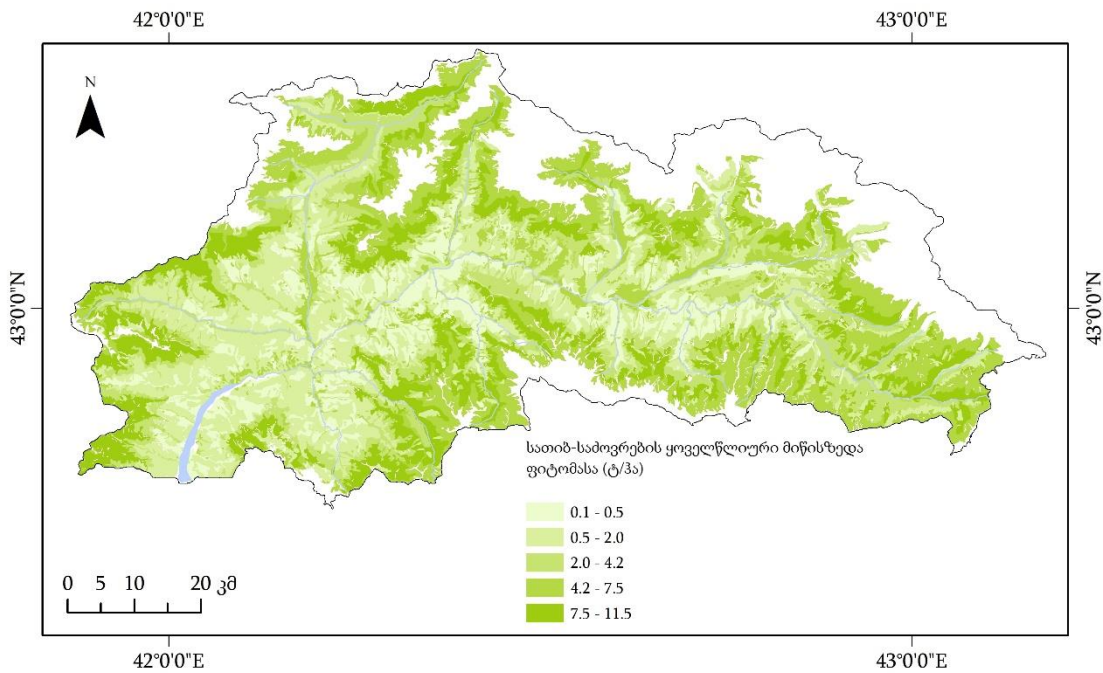 42°0'0"E
43°0'0"E
N
43°0'0"N
43°0'0"N
სათიბ-საძოვრების ყოველწლიური მიწისზედა
ფიტომასა (ტ/ჰა)
0.1 - 0.5
0.5 - 2.0
2.0 - 4.2
4.2 - 7.5
7.5 - 11.5
0 5 10 20 კმ
42°0'0"E
43°0'0"E